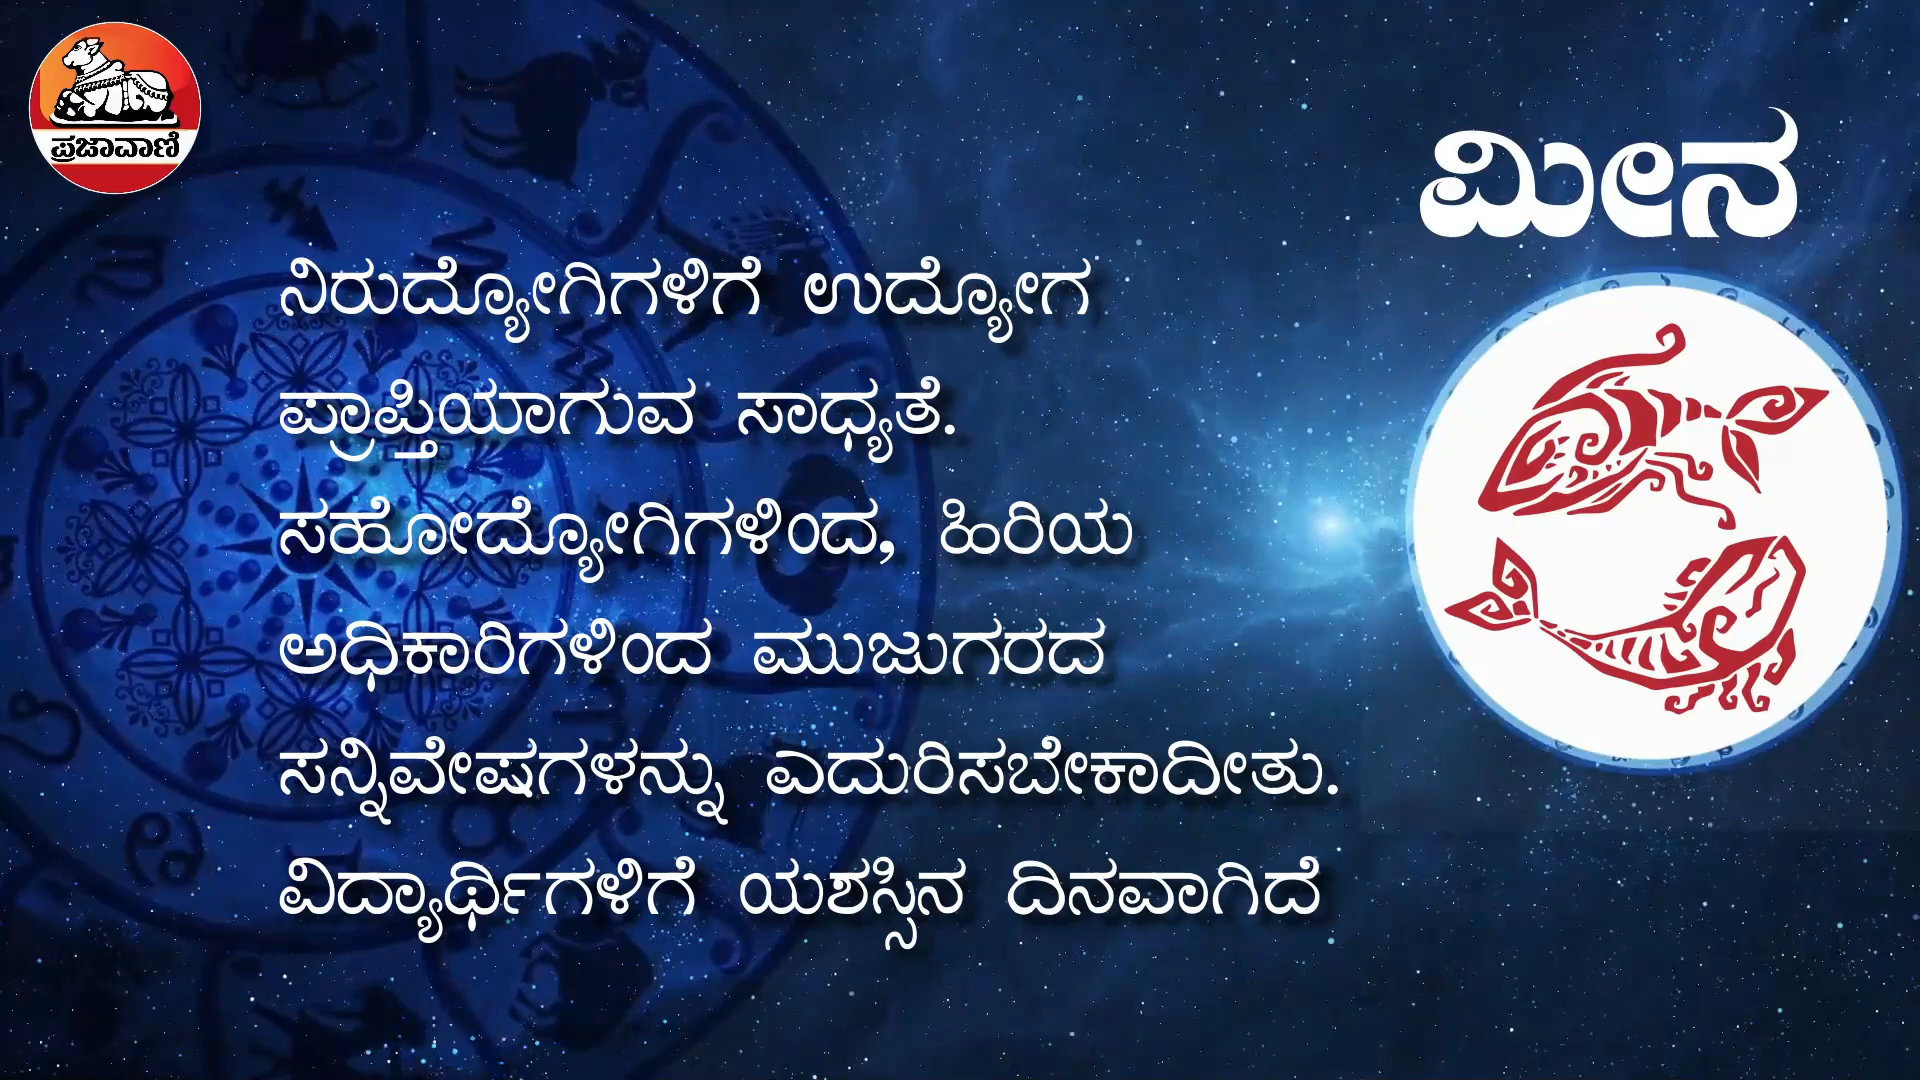 ಪ್ರಜಾವಾಣಿ
ಮೀನ
ನಿರುದ್ಯೋಗಿಗಳಿಗೆ ಉದ್ಯೋಗ
ಪ್ರಾಪ್ತಿಯಾಗುವ ಸಾಧ್ಯತೆ.
ಸಹೋದ್ಯೋಗಿಗಳಿಂದ, ಹಿರಿಯ
ಅಧಿಕಾರಿಗಳಿಂದ ಮುಜುಗರದ
ಸನ್ನಿವೇಷಗಳನ್ನು ಎದುರಿಸಬೇಕಾದೀತು.
ವಿದ್ಯಾರ್ಥಿಗಳಿಗೆ ಯಶಸ್ಸಿನ ದಿನವಾಗಿದೆ